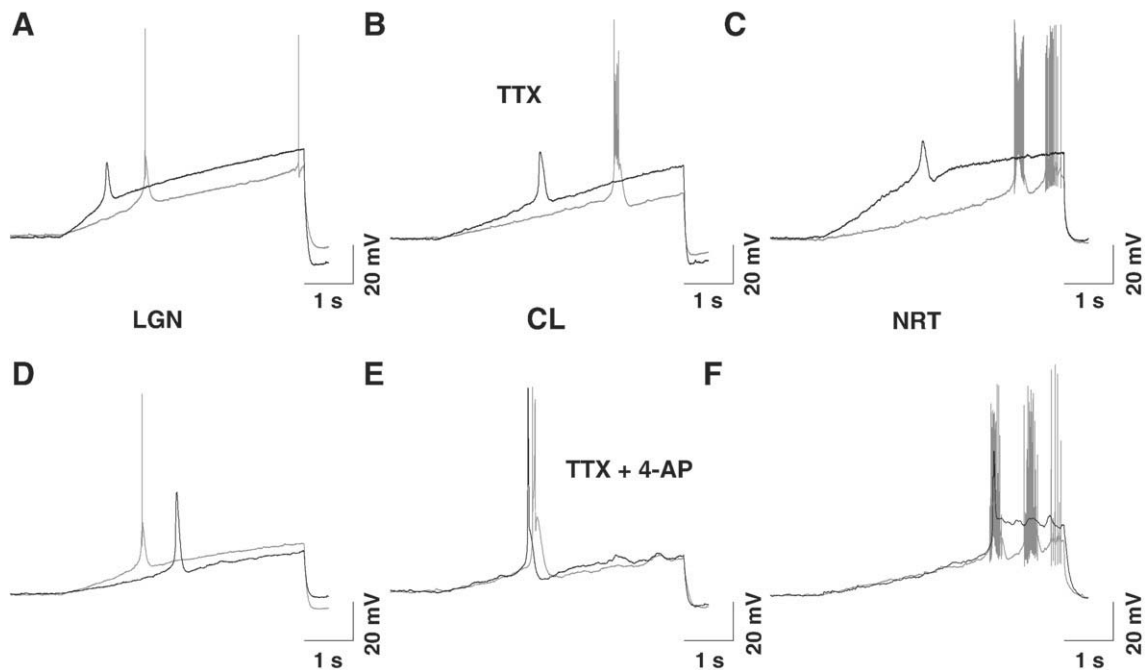 A
B
C
TTX
20 mV
1 s
20 mV
1 s
20 mV
1 s
LGN
CL
NRT
D
E
F
TTX + 4-AP
20 mV
1 s
20 mV
1 s
20 mV
1 s